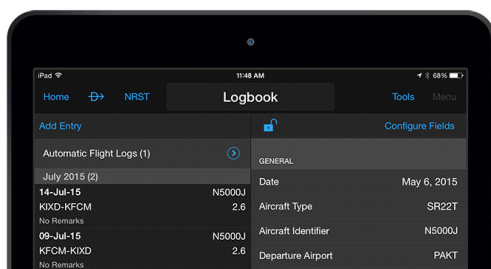 iPad 11:48 AM 68%
Home NRST Logbook Tools Menu
Add Entry
Automatic Flight Logs (1)
July 2015 (2)
14-Jul-15 N5000J
KIXD-KFCM 2.6
No Remarks
09-Jul-15 N5000J
KFCM-KIXD 2.6
No Remarks
Configure Fields
GENERAL
Date May 6, 2015
Aircraft Type SR22T
Aircraft Identifier N5000J
Departure Airport PAKT